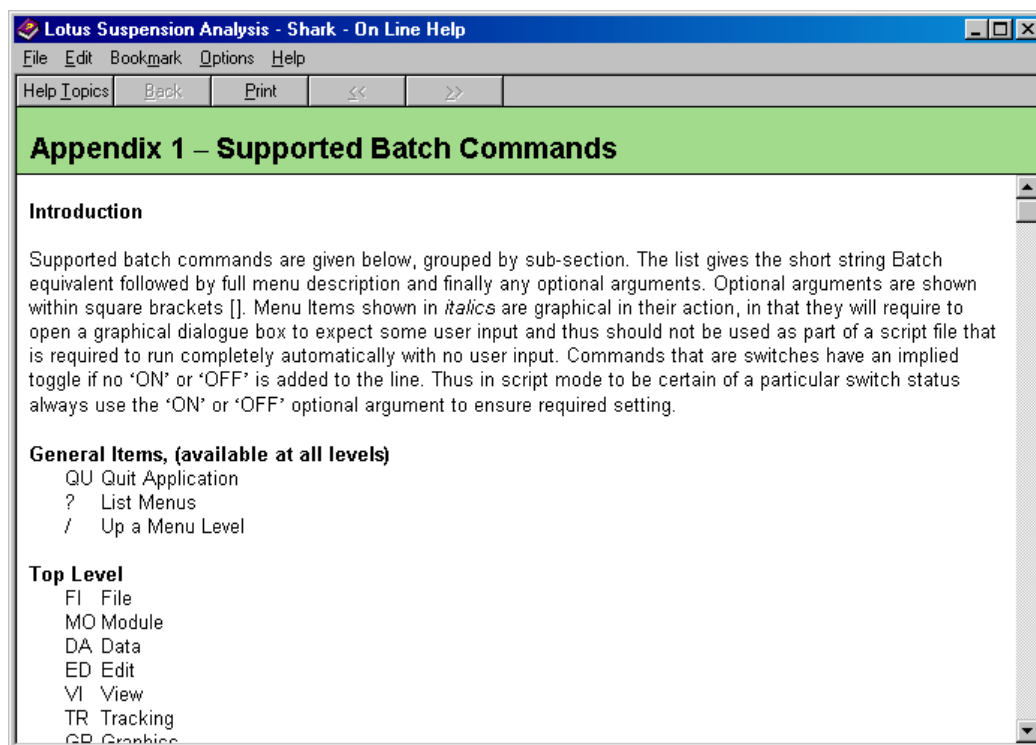 Lotus Suspension Analysis - Shark - On Line Help
File Edit Bookmark Options Help
Help Topics Back Print << >>
Appendix 1 – Supported Batch Commands
Introduction
Supported batch commands are given below, grouped by sub-section. The list gives the short string Batch
equivalent followed by full menu description and finally any optional arguments. Optional arguments are shown
within square brackets []. Menu Items shown in italics are graphical in their action, in that they will require to
open a graphical dialogue box to expect some user input and thus should not be used as part of a script file that
is required to run completely automatically with no user input. Commands that are switches have an implied
toggle if no ‘ON’ or ‘OFF’ is added to the line. Thus in script mode to be certain of a particular switch status
always use the ‘ON’ or ‘OFF’ optional argument to ensure required setting.
General Items, (available at all levels)
QU Quit Application
? List Menus
/ Up a Menu Level
Top Level
FI File
MO Module
DA Data
ED Edit
VI View
TR Tracking
GR Graphics